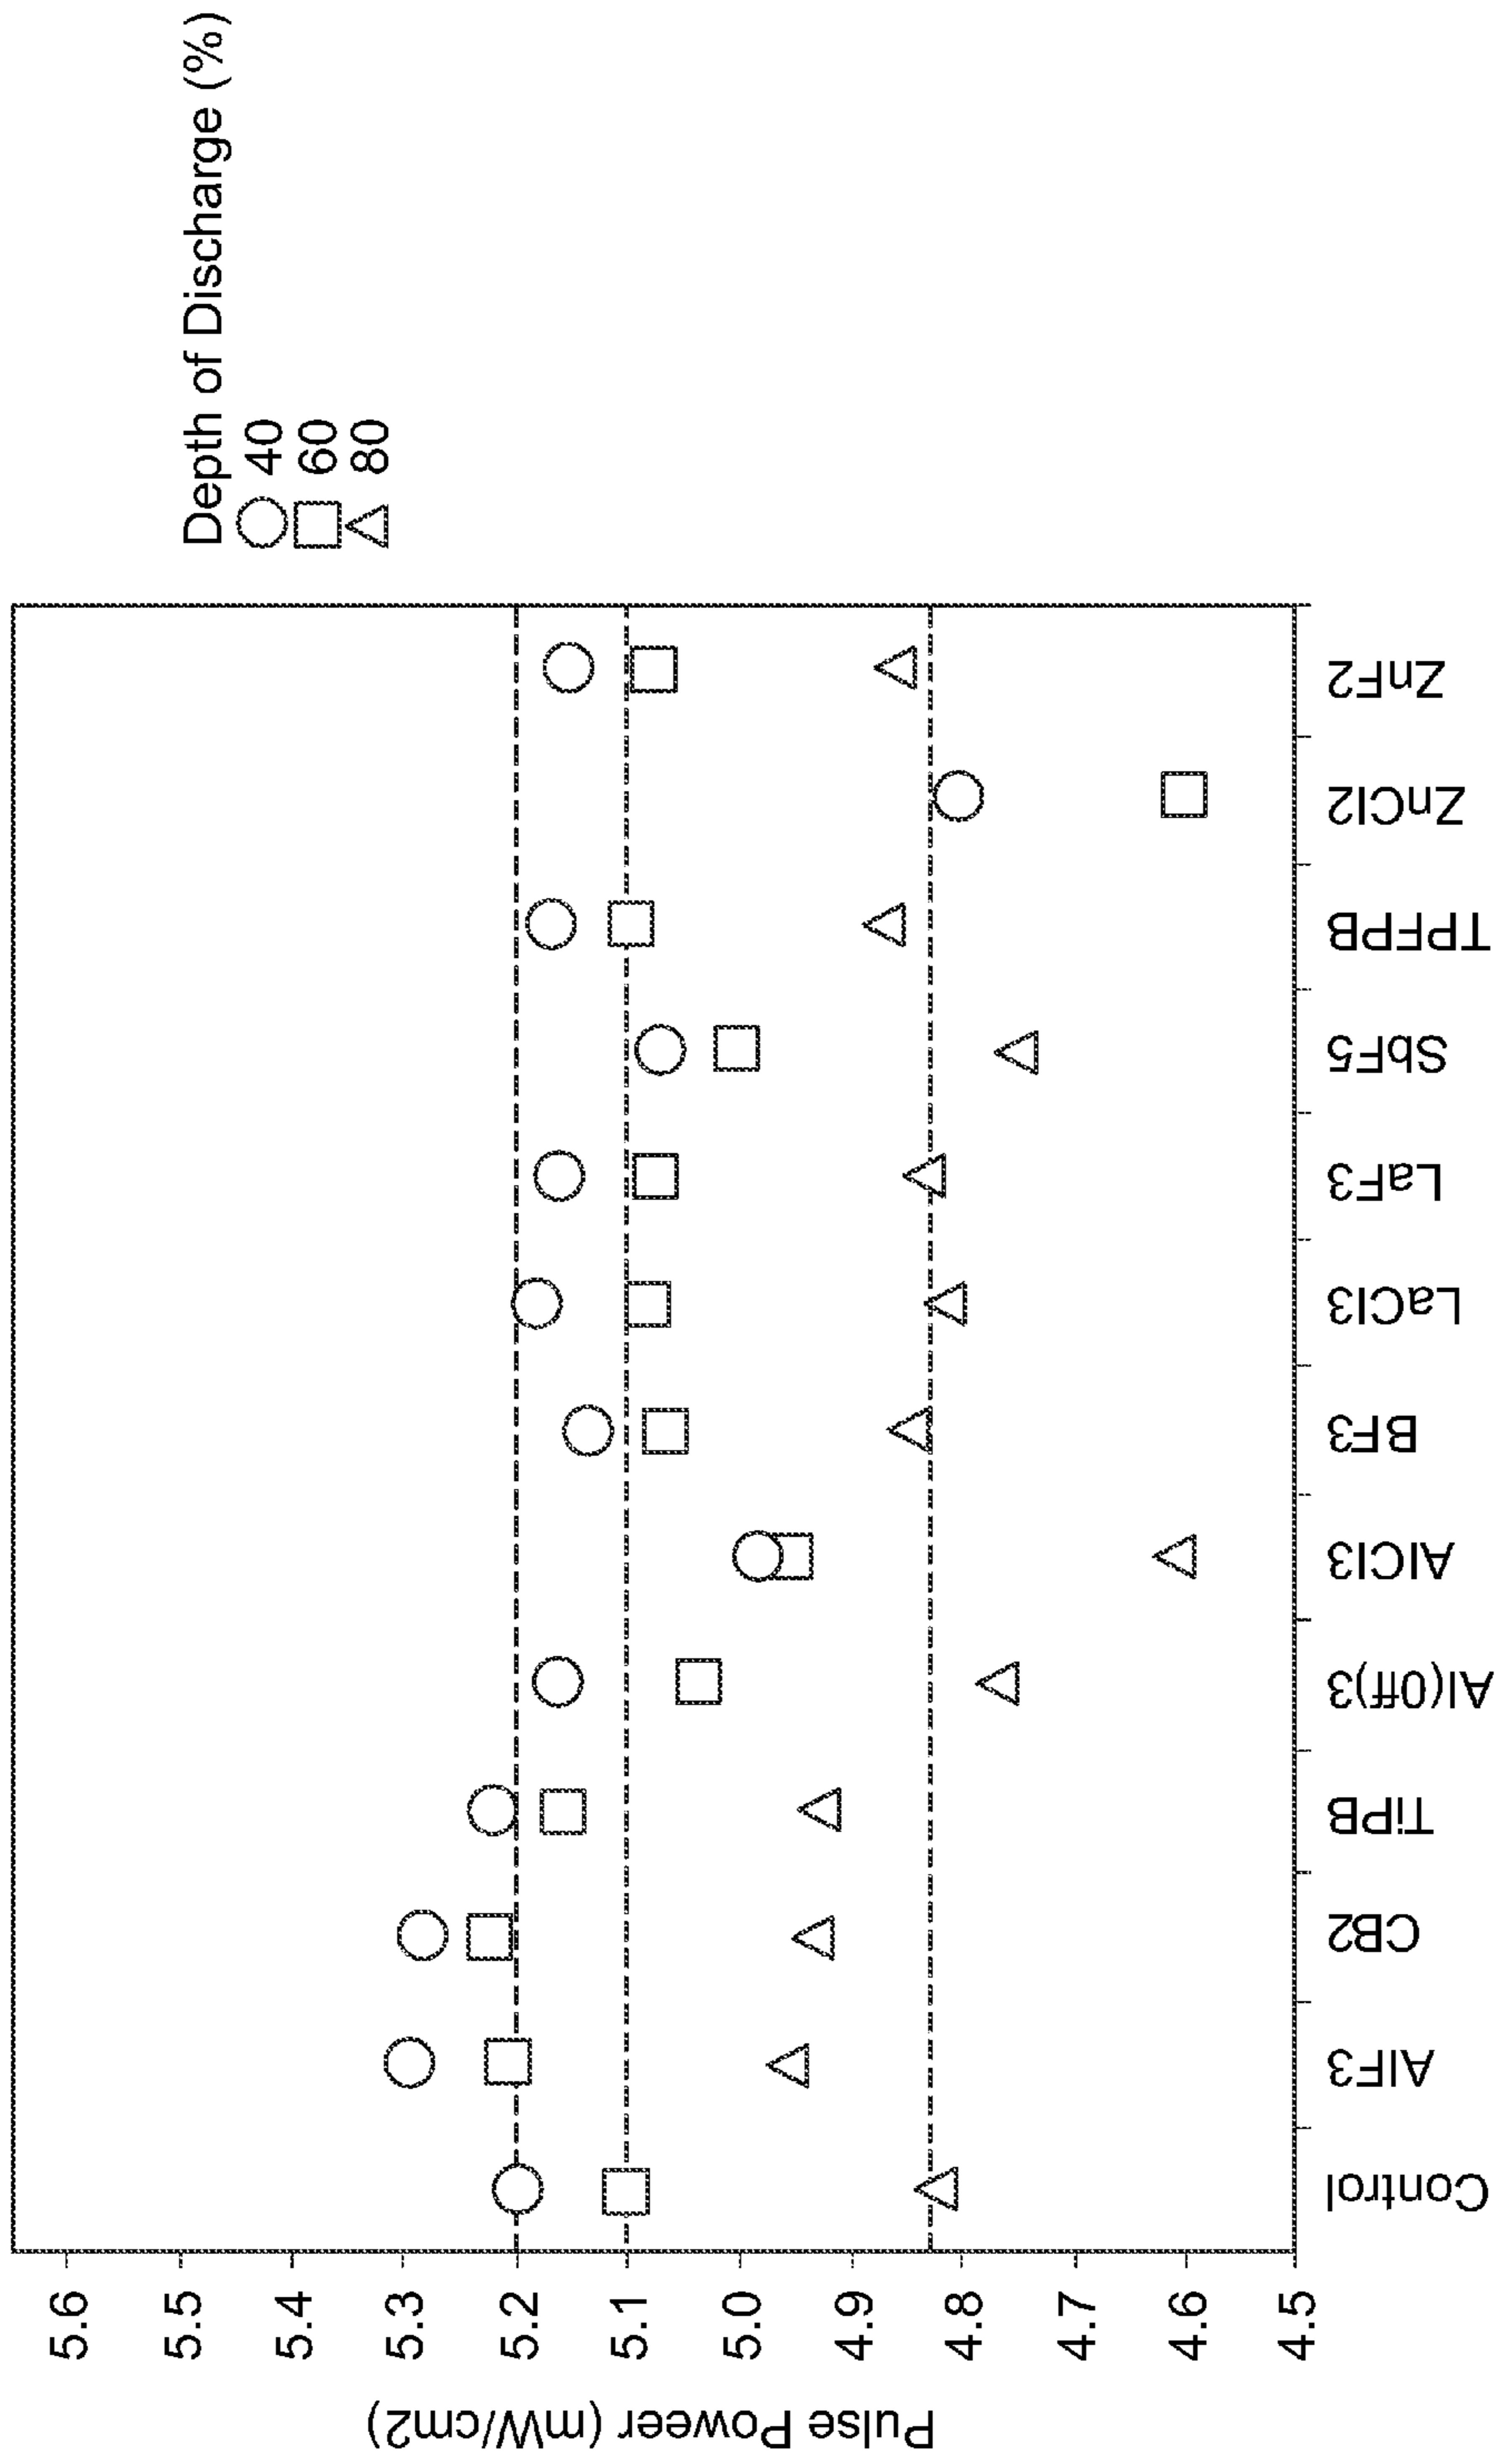 Depth of Discharge (%)
40
60
80
Pulse Poweer (mW/cm2)
5.6
5.5
5.4
5.3
5.2
5.1
5.0
4.9
4.8
4.7
4.6
4.5
Control
AlF3
CB2
TiPB
Al(0ff)3
AlCl3
BF3
LaCl3
LaF3
SbF5
TPFPB
ZnCl2
ZnF2